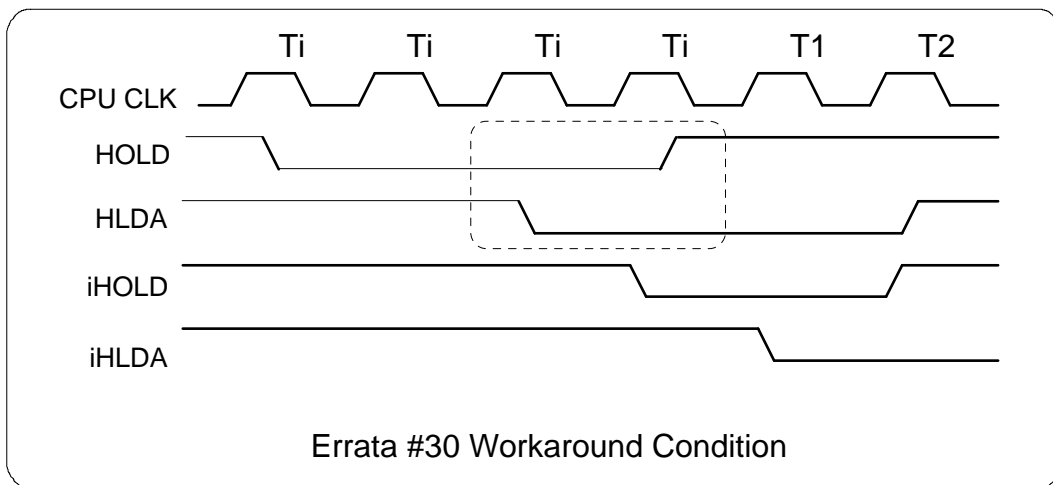 Ti Ti Ti Ti T1 T2
CPU CLK
HOLD
HLDA
iHOLD
iHLDA
Errata #30 Workaround Condition